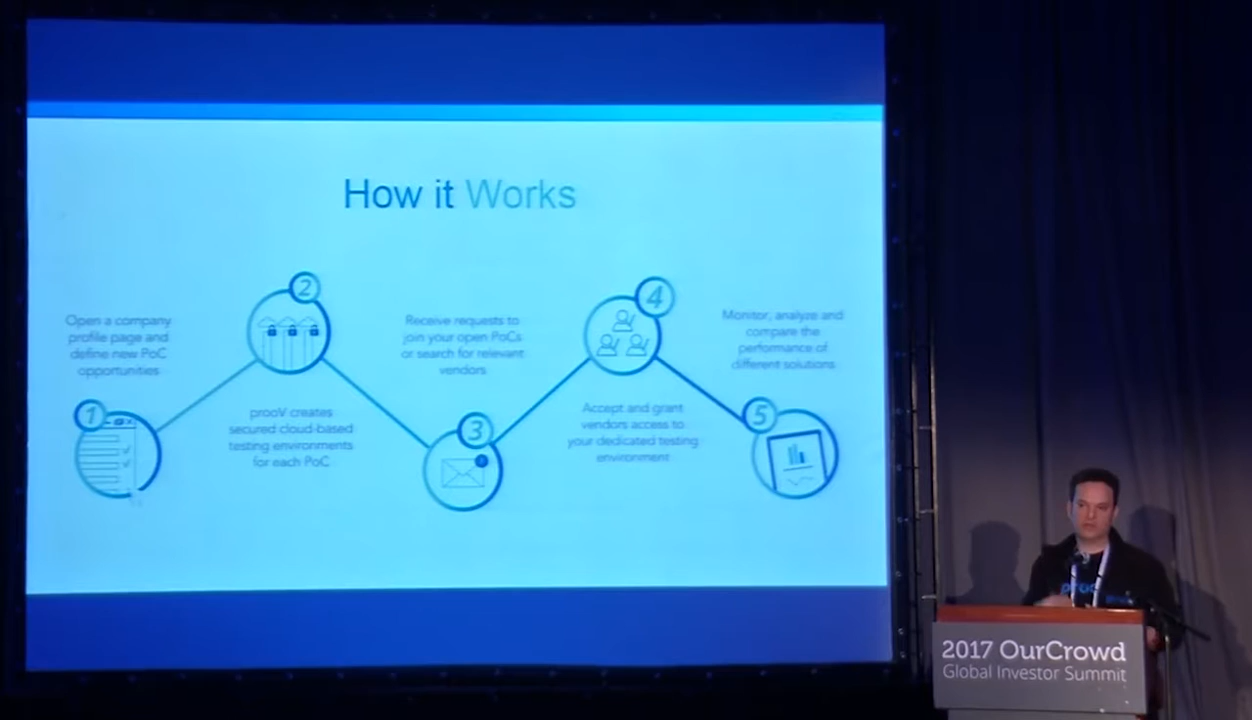 How it Works
1
Open a company
profile page and
define new PoC
opportunities
2
prooV creates
secured cloud-based
testing environments
for each PoC
3
Receive requests to
join your open PoCs
or search for relevant
vendors
4
Accept and grant
vendors access to
your dedicated testing
environment
5
Monitor, analyze and
compare the
performance of
different solutions
2017 OurCrowd
Global Investor Summit